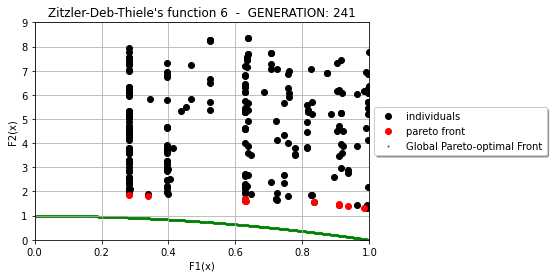 Zitzler-Deb-Thiele's function 6  -  GENERATION: 241
F2(x)
9
8
7
6
5
4
3
2
1
0
0.0 0.2 0.4 0.6 0.8 1.0
F1(x)
individuals
pareto front
Global Pareto-optimal Front